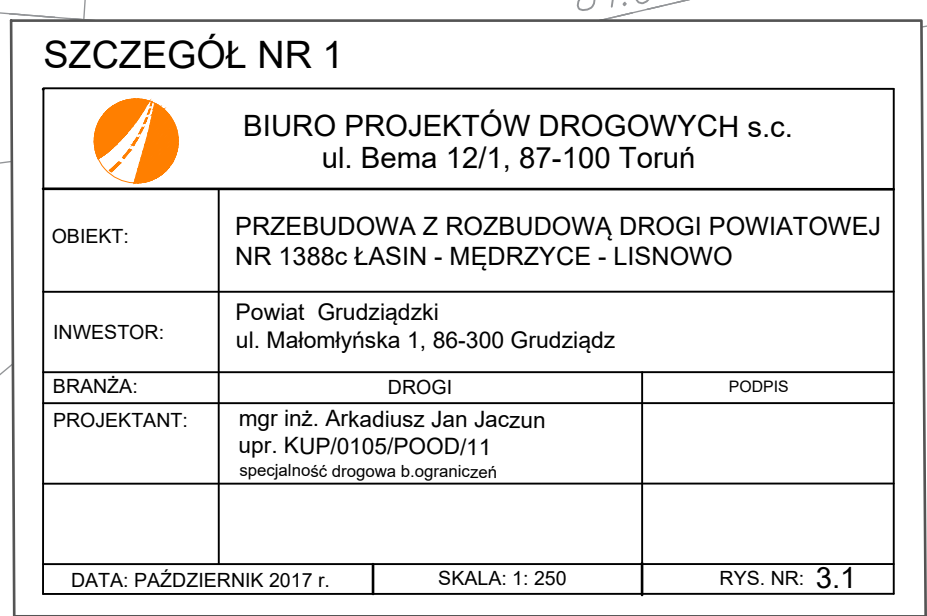 SZCZEGÓŁ NR 1
BIURO PROJEKTÓW DROGOWYCH s.c.
ul. Bema 12/1, 87-100 Toruń
OBIEKT:
PRZEBUDOWA Z ROZBUDOWĄ DROGI POWIATOWEJ
NR 1388c ŁASIN - MĘDRZYCE - LISNOWO
INWESTOR:
Powiat Grudziądzki
ul. Małomłyńska 1, 86-300 Grudziądz
BRANŻA: DROGI PODPIS
PROJEKTANT:
mgr inż. Arkadiusz Jan Jaczun
upr. KUP/0105/POOD/11
specjalność drogowa b.ograniczeń
DATA: PAŹDZIERNIK 2017 r. SKALA: 1: 250 RYS. NR: 3.1